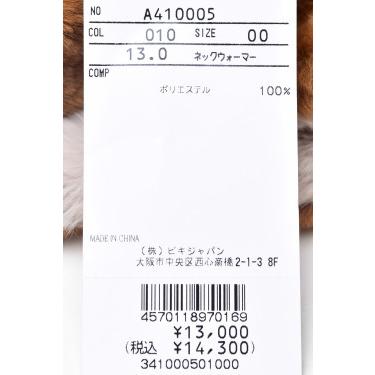 NO A410005
COL 010 SIZE 00
13.0 ネックウォーマー
COMP
ポリエステル 100%
MADE IN CHINA
(株)ビキジャパン
大阪市中央区西心斎橋2-1-3 8F
4570118970169
¥13,000
(税込 ¥14,300)
341000501000